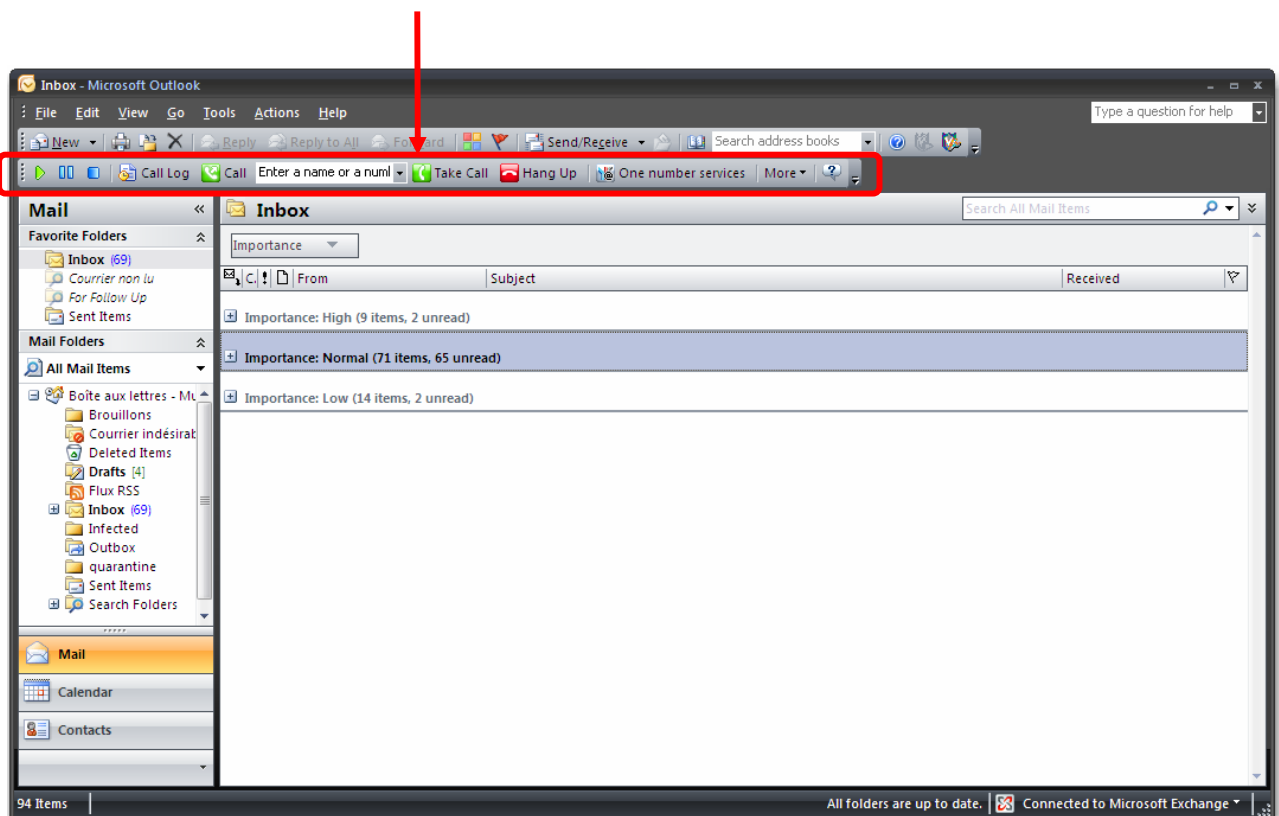 Inbox - Microsoft Outlook
File Edit View Go Tools Actions Help Type a question for help
New Reply Reply to All Forward Send/Receive Search address books
Call Log Call Enter a name or a numl Take Call Hang Up One number services More
Mail « Inbox Search All Mail Items
Favorite Folders
Importance
Inbox (69)
C. ! From Subject Received
Courrier non lu
For Follow Up
Sent Items
Importance: High (9 items, 2 unread)
Mail Folders
Importance: Normal (71 items, 65 unread)
All Mail Items
Boîte aux lettres - Mu
Importance: Low (14 items, 2 unread)
Brouillons
Courrier indésirab
Deleted Items
Drafts [4]
Flux RSS
Inbox (69)
Infected
Outbox
quarantine
Sent Items
Search Folders
Mail
Calendar
Contacts
94 Items All folders are up to date. Connected to Microsoft Exchange